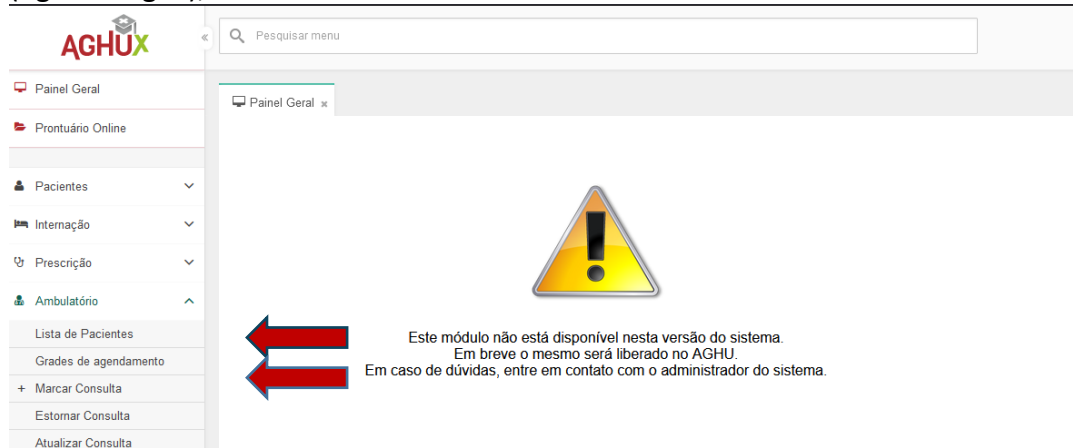 AGHUX
«
Pesquisar menu
Painel Geral
Painel Geral ×
Prontuário Online
Pacientes
Internação
Prescrição
Ambulatório
Lista de Pacientes
Grades de agendamento
+ Marcar Consulta
Estornar Consulta
Atualizar Consulta
Este módulo não está disponível nesta versão do sistema.
Em breve o mesmo será liberado no AGHU.
Em caso de dúvidas, entre em contato com o administrador do sistema.